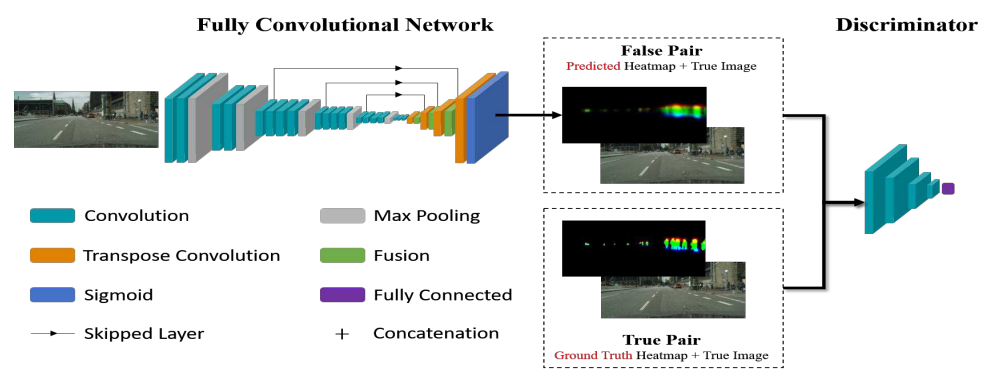 Fully Convolutional Network
Discriminator
False Pair
Predicted Heatmap + True Image
Convolution
Max Pooling
Transpose Convolution
Fusion
Sigmoid
Fully Connected
Skipped Layer
+ Concatenation
True Pair
Ground Truth Heatmap + True Image